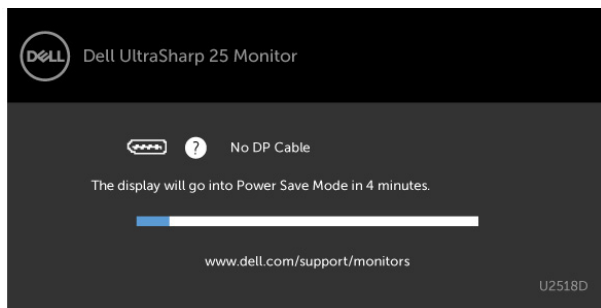 DELL Dell UltraSharp 25 Monitor
? No DP Cable
The display will go into Power Save Mode in 4 minutes.
www.dell.com/support/monitors
U2518D